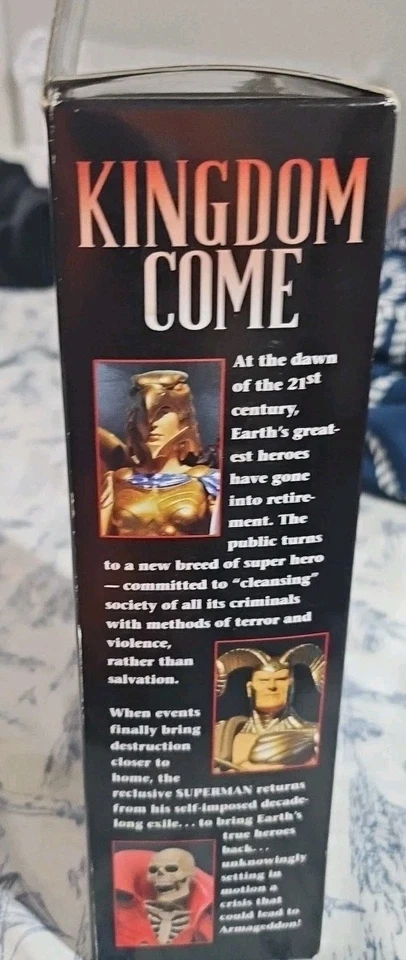 KINGDOM
COME
At the dawn
of the 21st
century,
Earth's great-
est heroes
have gone
into retire-
ment. The
public turns
to a new breed of super hero
— committed to "cleansing"
society of all its criminals
with methods of terror and
violence,
rather than
salvation.
When events
finally bring
destruction
closer to
home, the
reclusive SUPERMAN returns
from his self-imposed decade-
long exile... to bring Earth's
true heroes
back...
unknowingly
setting in
motion a
crisis that
could lead to
Armageddon!